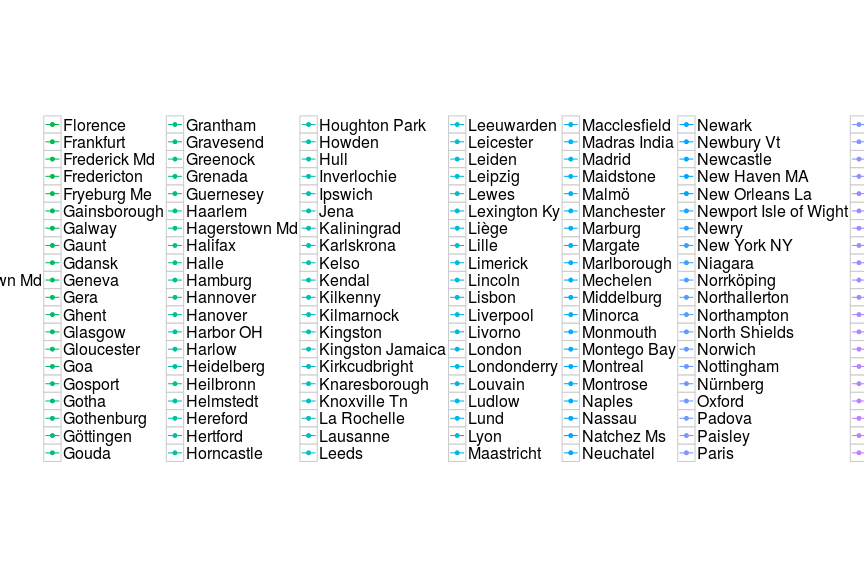 wn Md
Florence
Frankfurt
Frederick Md
Fredericton
Fryeburg Me
Gainsborough
Galway
Gaunt
Gdansk
Geneva
Gera
Ghent
Glasgow
Gloucester
Goa
Gosport
Gotha
Gothenburg
Göttingen
Gouda
Grantham
Gravesend
Greenock
Grenada
Guernesey
Haarlem
Hagerstown Md
Halifax
Halle
Hamburg
Hannover
Hanover
Harbor OH
Harlow
Heidelberg
Heilbronn
Helmstedt
Hereford
Hertford
Horncastle
Houghton Park
Howden
Hull
Inverlochie
Ipswich
Jena
Kaliningrad
Karlskrona
Kelso
Kendal
Kilkenny
Kilmarnock
Kingston
Kingston Jamaica
Kirkcudbright
Knaresborough
Knoxville Tn
La Rochelle
Lausanne
Leeds
Leeuwarden
Leicester
Leiden
Leipzig
Lewes
Lexington Ky
Liège
Lille
Limerick
Lincoln
Lisbon
Liverpool
Livorno
London
Londonderry
Louvain
Ludlow
Lund
Lyon
Maastricht
Macclesfield
Madras India
Madrid
Maidstone
Malmö
Manchester
Marburg
Margate
Marlborough
Mechelen
Middelburg
Minorca
Monmouth
Montego Bay
Montreal
Montrose
Naples
Nassau
Natchez Ms
Neuchatel
Newark
Newbury Vt
Newcastle
New Haven MA
New Orleans La
Newport Isle of Wight
Newry
New York NY
Niagara
Norrköping
Northallerton
Northampton
North Shields
Norwich
Nottingham
Nürnberg
Oxford
Padova
Paisley
Paris